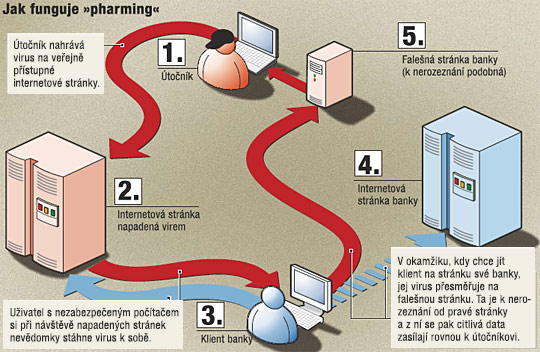 Jak funguje »pharming«
Útočník nahrává
virus na veřejně
přístupné
internetové stránky.
1.
Útočník
5.
Falešná stránka banky
(k nerozeznání podobná)
2.
Internetová stránka
napadená virem
4.
Internetová
stránka banky
Uživatel s nezabezpečeným počítačem
si při návštěvě napadených stránek
nevědomky stáhne virus k sobě.
3.
Klient banky
V okamžiku, kdy chce jít
klient na stránku své banky,
jej virus přesměruje na
falešnou stránku. Ta je k nero-
zeznání od pravé stránky
a z ní se pak citlivá data
zasílají rovnou k útočníkovi.